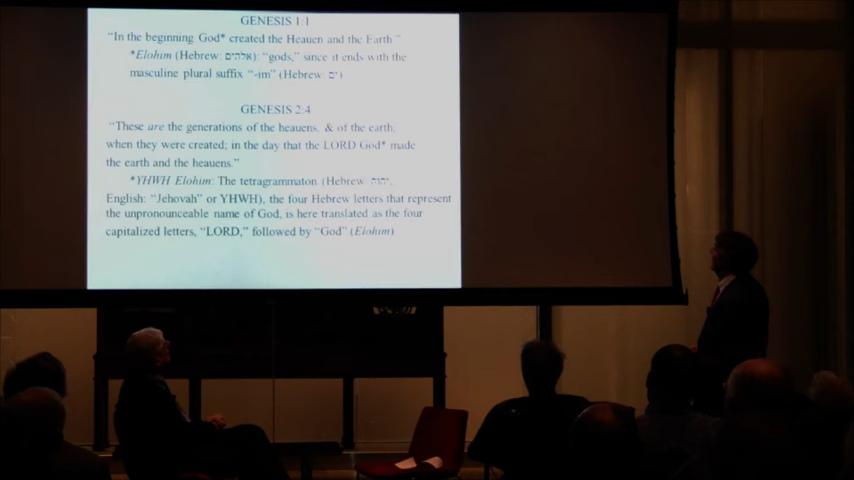 GENESIS 1:1
“In the beginning God* created the Heauen and the Earth.”
*Elohim (Hebrew: אלהים): “gods,” since it ends with the
masculine plural suffix “-im” (Hebrew: ים)
GENESIS 2:4
“These are the generations of the heauens, & of the earth,
when they were created; in the day that the LORD God* made
the earth and the heauens.”
*YHWH Elohim: The tetragrammaton (Hebrew: יהוה,
English: “Jehovah” or YHWH), the four Hebrew letters that represent
the unpronounceable name of God, is here translated as the four
capitalized letters, “LORD,” followed by “God” (Elohim)